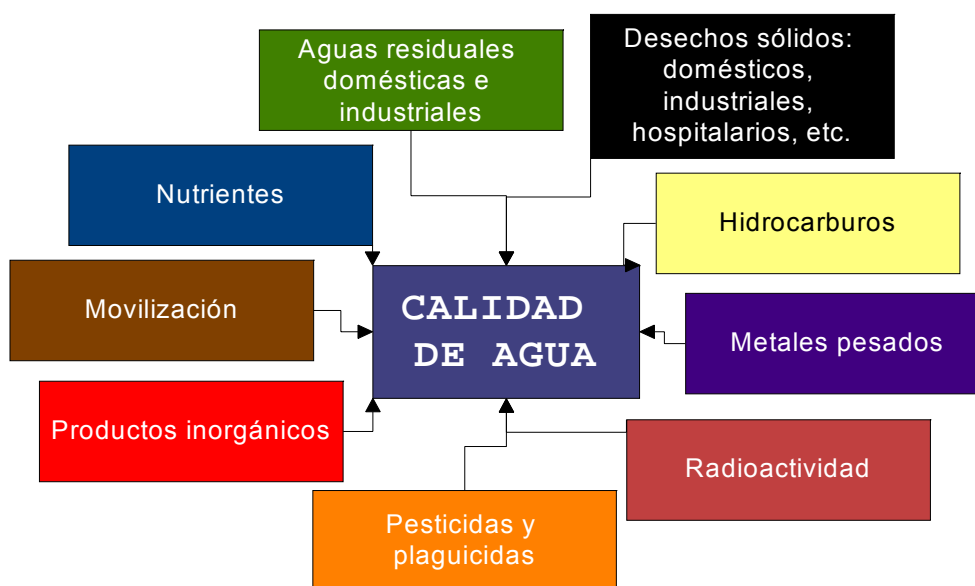 Aguas residuales
domésticas e
industriales
Desechos sólidos:
domésticos,
industriales,
hospitalarios, etc.
Nutrientes
Hidrocarburos
Movilización
CALIDAD
DE AGUA
Metales pesados
Productos inorgánicos
Radioactividad
Pesticidas y
plaguicidas